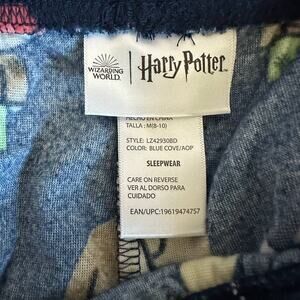 WIZARDING
WORLD
Harry Potter
HECHO EN CHINA
TALLA : M(8-10)
STYLE: LZ42930BD
COLOR: BLUE COVE/AOP
SLEEPWEAR
CARE ON REVERSE
VER AL DORSO PARA
CUIDADO
EAN/UPC: 19619474757